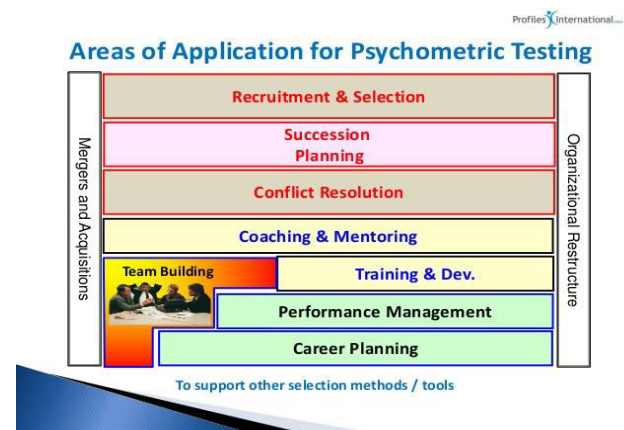 Profiles International
Areas of Application for Psychometric Testing
Mergers and Acquisitions
Recruitment & Selection
Succession
Planning
Conflict Resolution
Coaching & Mentoring
Team Building
Training & Dev.
Performance Management
Career Planning
Organizational Restructure
To support other selection methods / tools